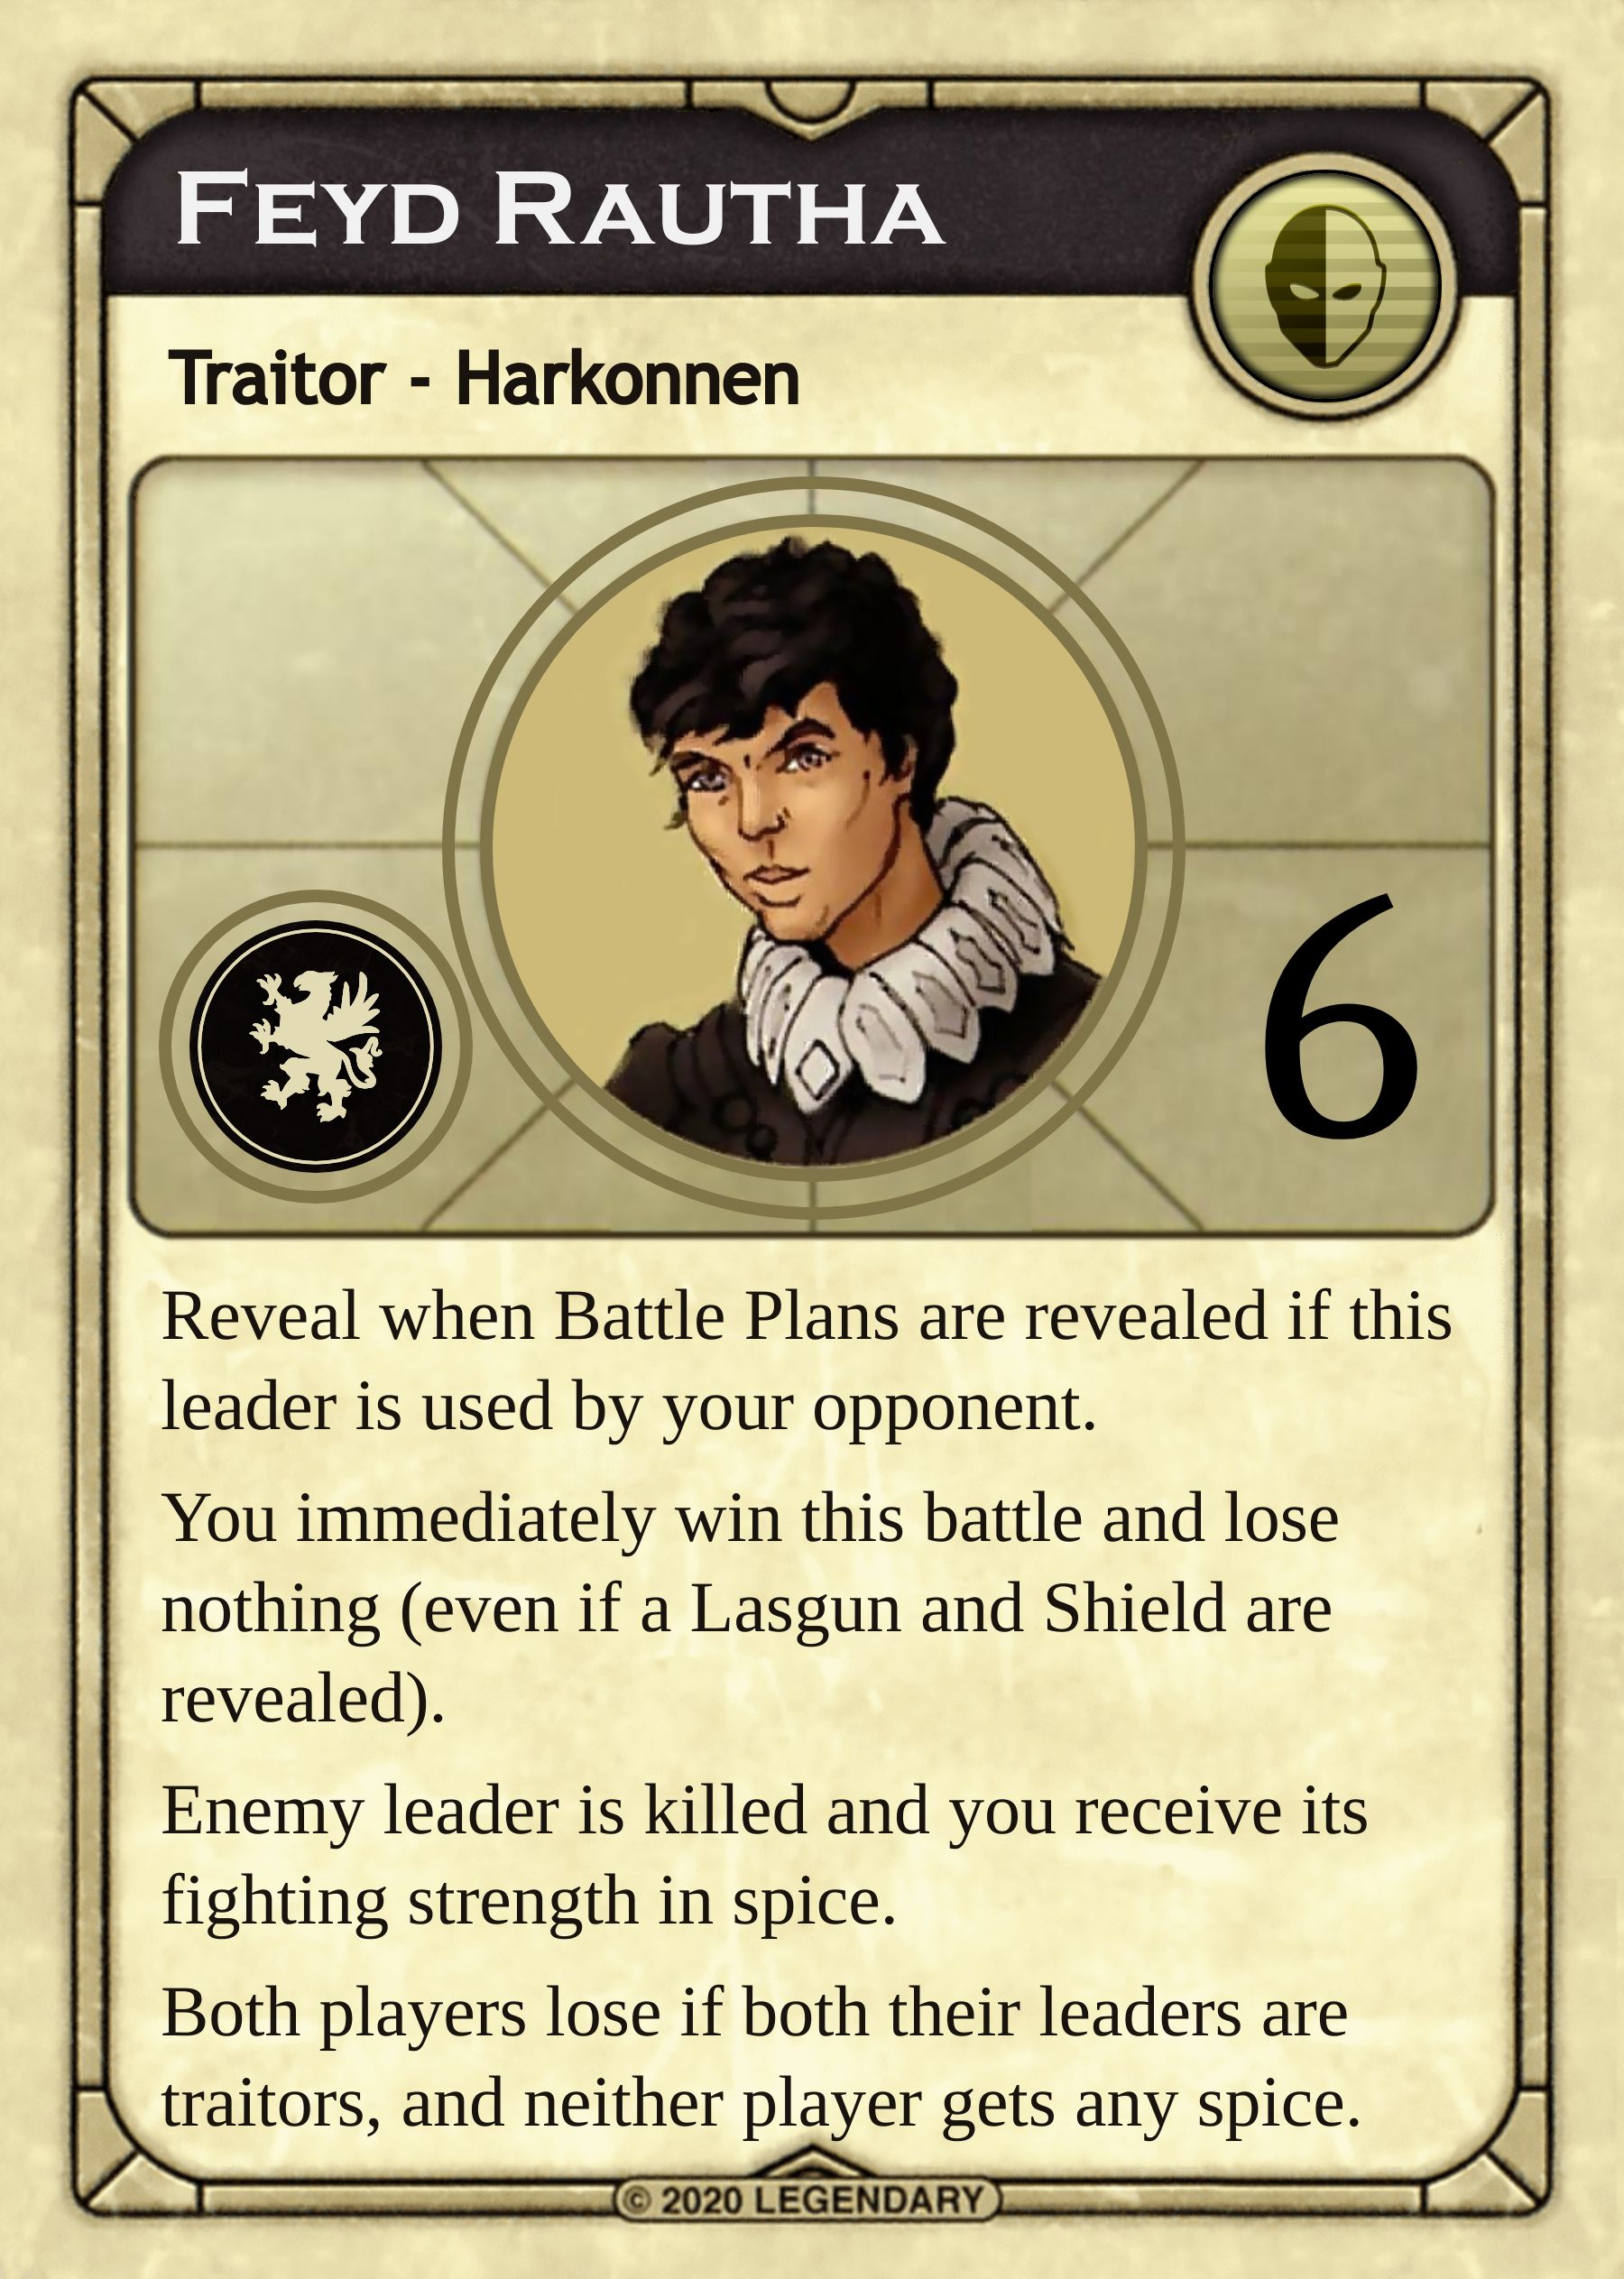 Feyd Rautha
Traitor - Harkonnen
6
Reveal when Battle Plans are revealed if this
leader is used by your opponent.
You immediately win this battle and lose
nothing (even if a Lasgun and Shield are
revealed).
Enemy leader is killed and you receive its
fighting strength in spice.
Both players lose if both their leaders are
traitors, and neither player gets any spice.
© 2020 LEGENDARY